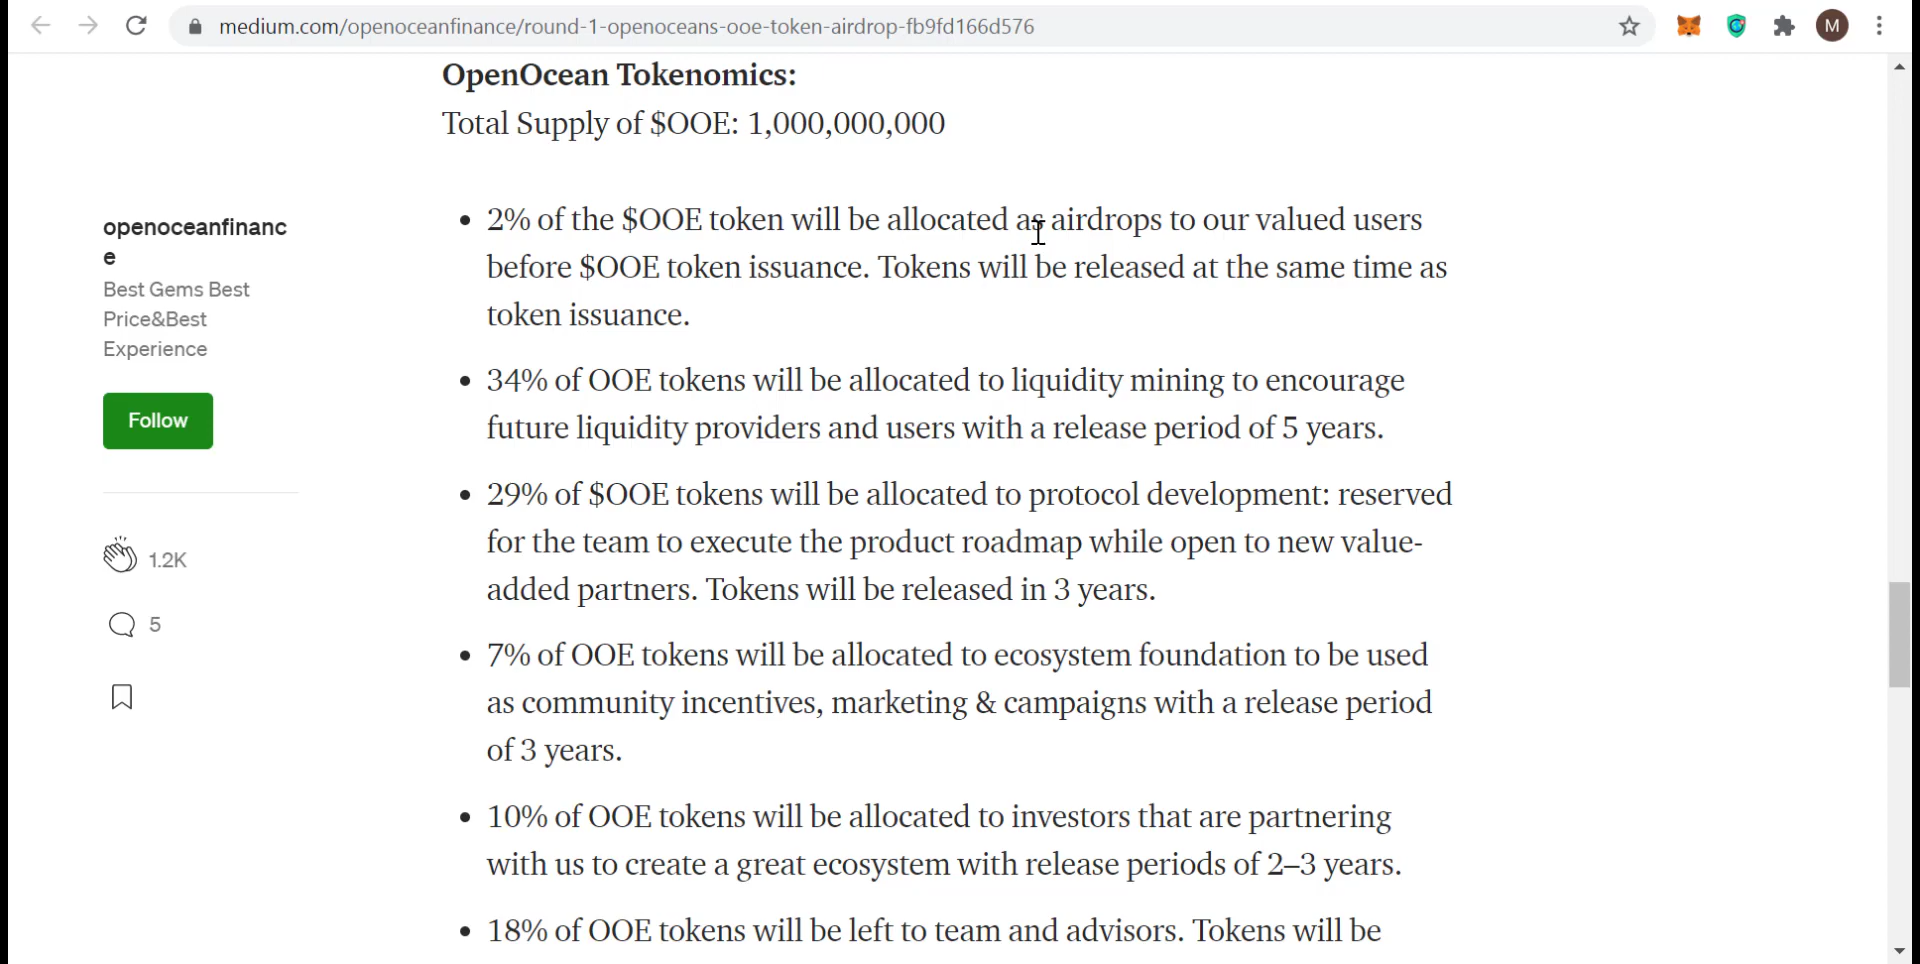 medium.com/openoceanfinance/round-1-openoceans-ooe-token-airdrop-fb9fd166d576
M
OpenOcean Tokenomics:
Total Supply of $OOE: 1,000,000,000
openoceanfinanc
e
Best Gems Best
Price&Best
Experience
Follow
1.2K
5
• 2% of the $OOE token will be allocated as airdrops to our valued users
before $OOE token issuance. Tokens will be released at the same time as
token issuance.
• 34% of OOE tokens will be allocated to liquidity mining to encourage
future liquidity providers and users with a release period of 5 years.
• 29% of $OOE tokens will be allocated to protocol development: reserved
for the team to execute the product roadmap while open to new value-
added partners. Tokens will be released in 3 years.
• 7% of OOE tokens will be allocated to ecosystem foundation to be used
as community incentives, marketing & campaigns with a release period
of 3 years.
• 10% of OOE tokens will be allocated to investors that are partnering
with us to create a great ecosystem with release periods of 2–3 years.
• 18% of OOE tokens will be left to team and advisors. Tokens will be